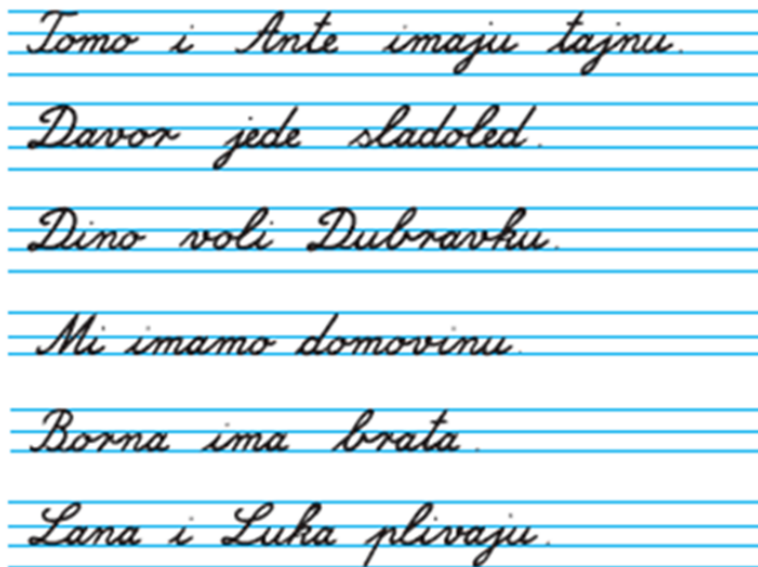 Tomo i Ante imaju tajnu.
Davor jede sladoled.
Dino voli Dubravku.
Mi imamo domovinu.
Borna ima brata.
Lana i Luka plivaju.